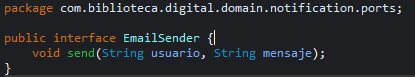 package com.biblioteca.digital.domain.notification.ports;
public interface EmailSender {
    void send(String usuario, String mensaje);
}